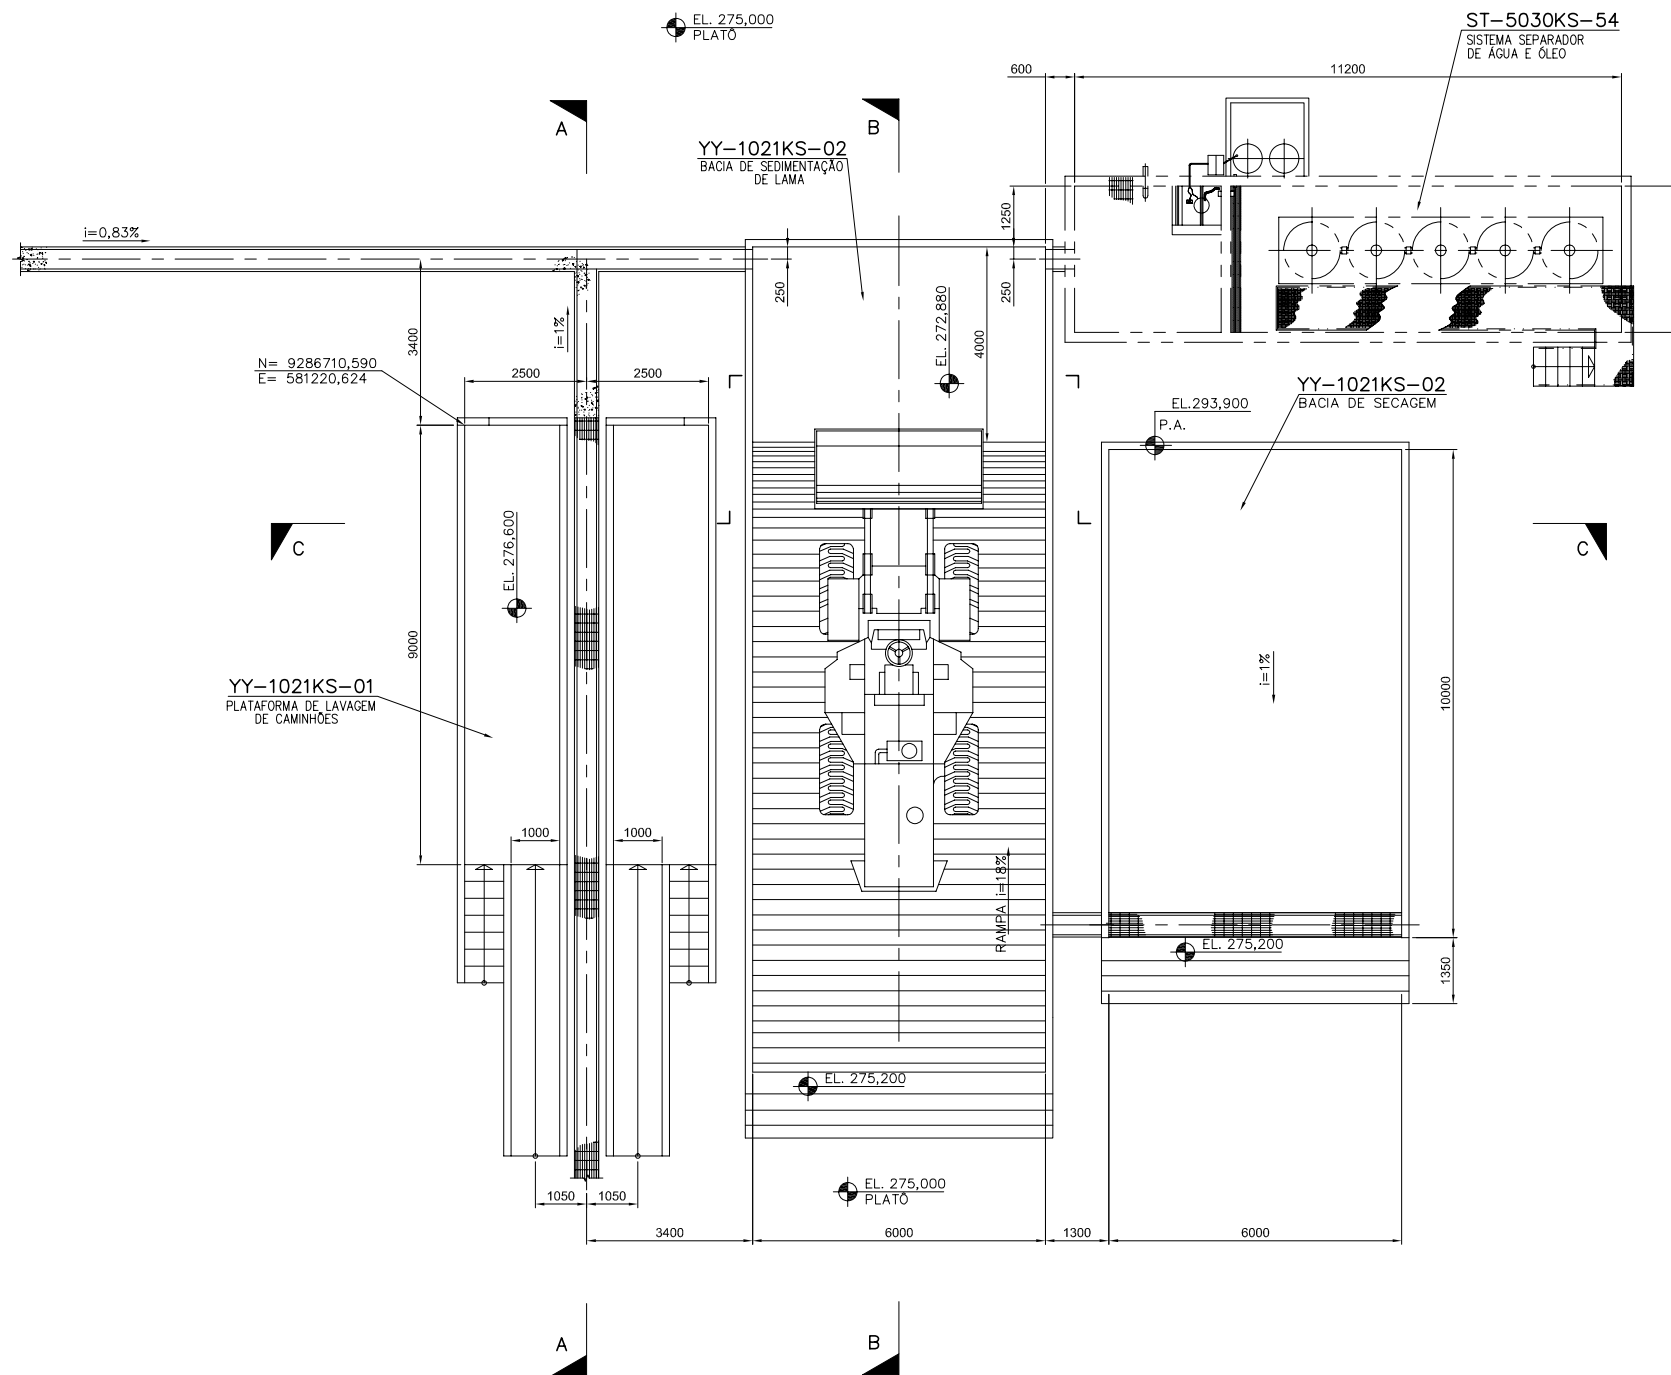 EL. 275,000
PLATÔ
ST-5030KS-54
SISTEMA SEPARADOR
DE ÁGUA E ÓLEO
600
11200
A
B
YY-1021KS-02
BACIA DE SEDIMENTAÇÃO
DE LAMA
1250
i=0,83%
250
250
i=1%
3400
EL. 272,880
4000
N= 9286710,590
E= 581220,624
2500
2500
YY-1021KS-02
BACIA DE SECAGEM
EL.293,900
P.A.
C
C
EL. 276,600
9000
i=1%
10000
YY-1021KS-01
PLATAFORMA DE LAVAGEM
DE CAMINHÕES
1000
1000
RAMPA i=18%
EL. 275,200
1350
EL. 275,200
EL. 275,000
PLATÔ
1050
1050
3400
6000
1300
6000
A
B